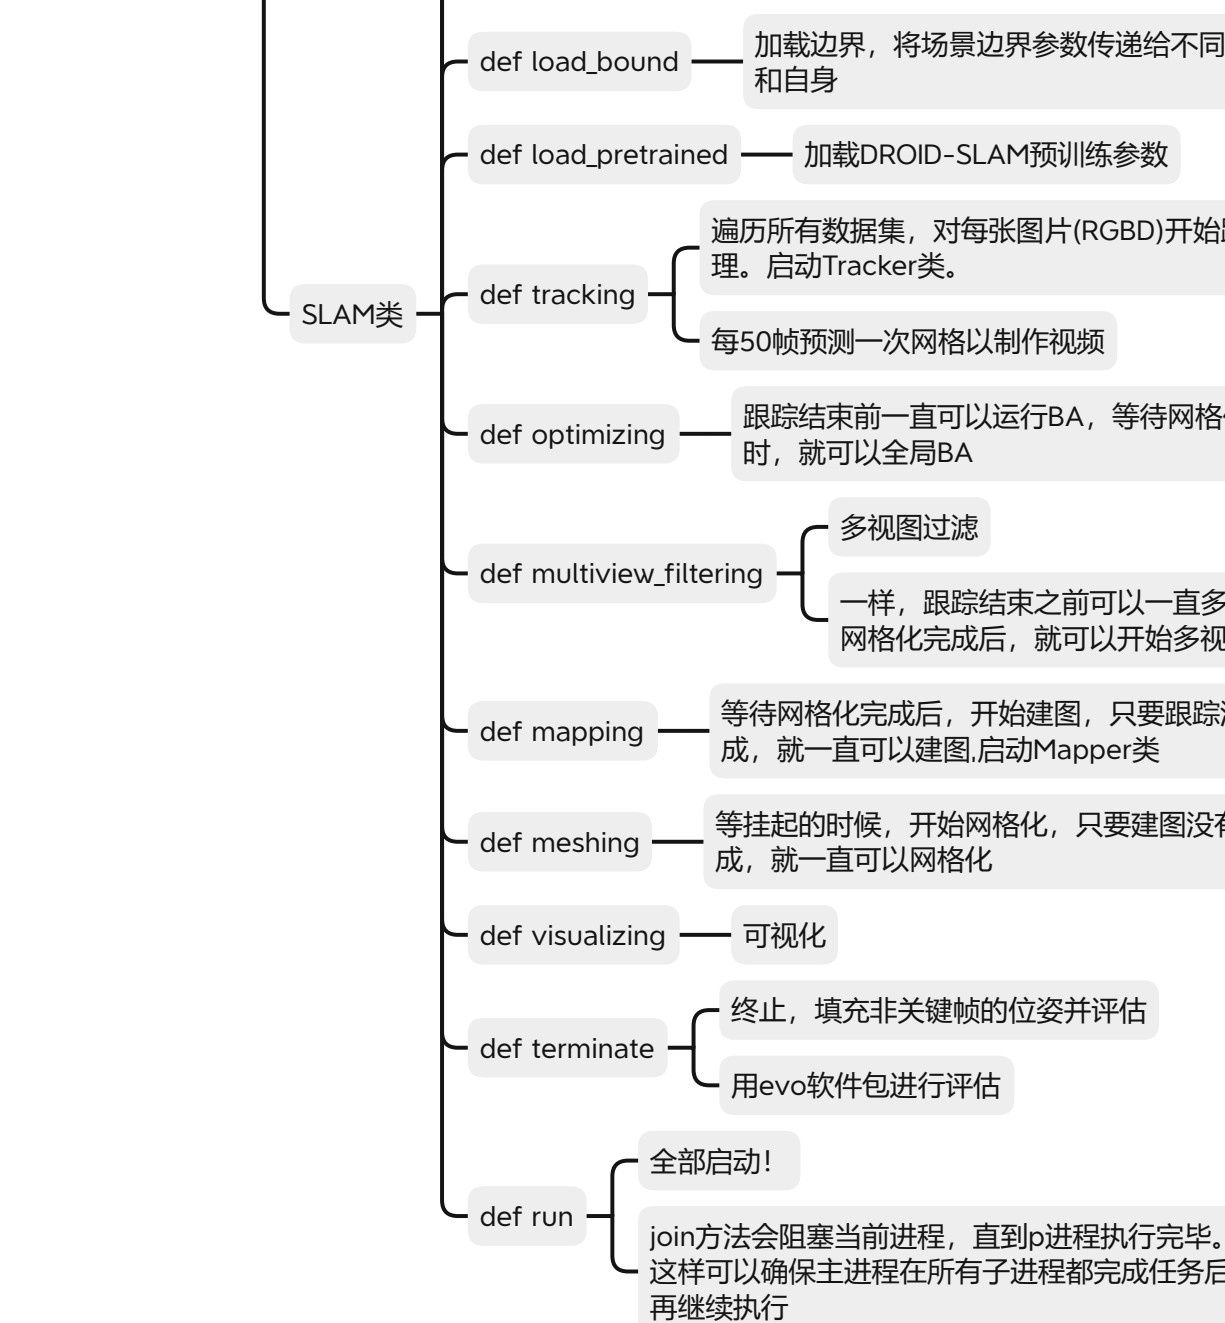 def load_bound
加载边界，将场景边界参数传递给不同
和自身
def load_pretrained
加载DROID-SLAM预训练参数
SLAM类
def tracking
遍历所有数据集，对每张图片(RGBD)开始
理。启动Tracker类。
每50帧预测一次网格以制作视频
def optimizing
跟踪结束前一直可以运行BA，等待网格
时，就可以全局BA
def multiview_filtering
多视图过滤
一样，跟踪结束之前可以一直多
网格化完成后，就可以开始多视
def mapping
等待网格化完成后，开始建图，只要跟踪
成，就一直可以建图.启动Mapper类
def meshing
等挂起的时候，开始网格化，只要建图没有
成，就一直可以网格化
def visualizing
可视化
def terminate
终止，填充非关键帧的位姿并评估
用evo软件包进行评估
def run
全部启动！
join方法会阻塞当前进程，直到p进程执行完毕。
这样可以确保主进程在所有子进程都完成任务后
再继续执行